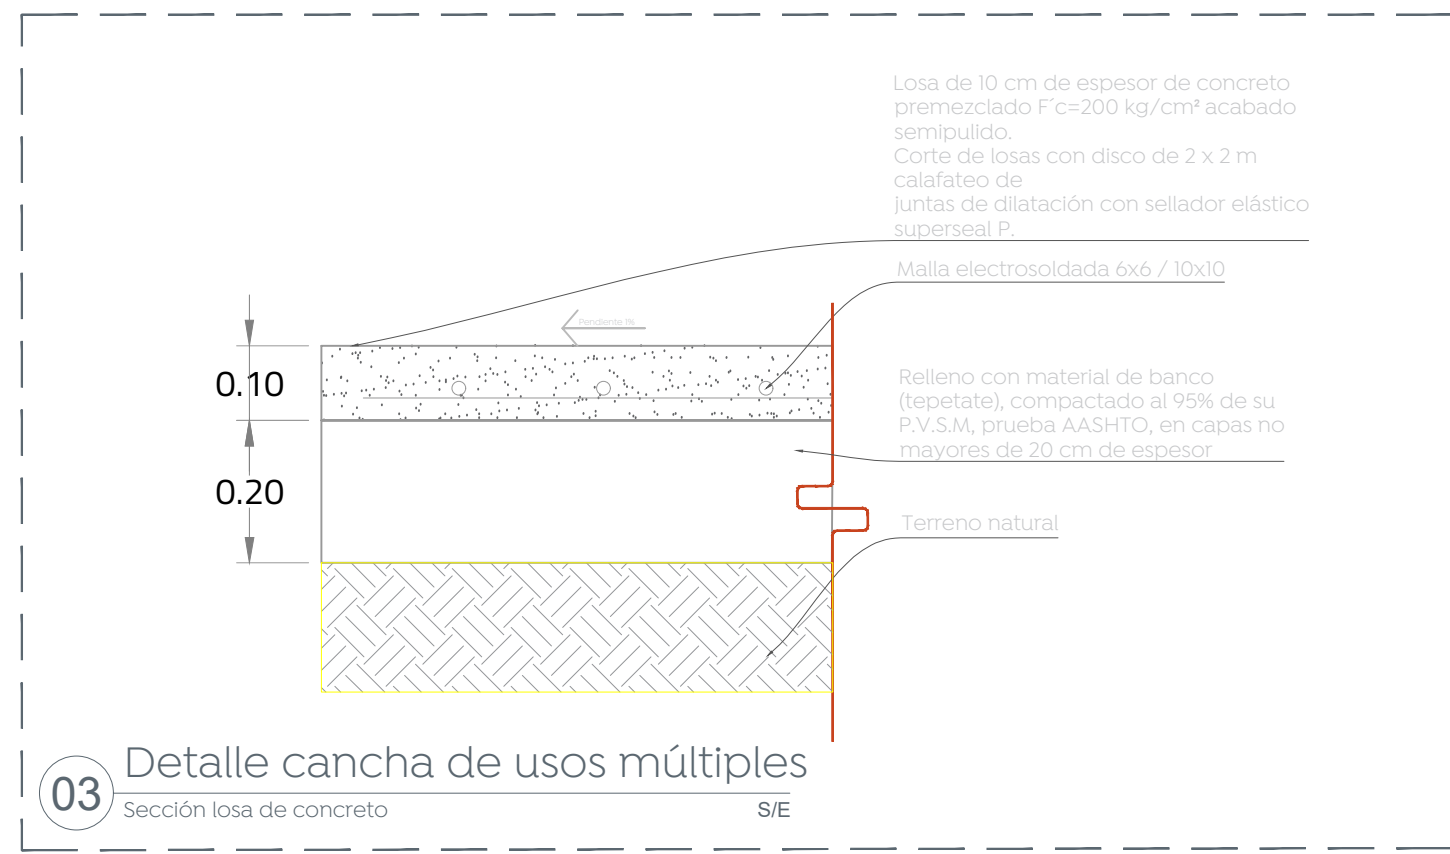 Losa de 10 cm de espesor de concreto
premezclado F´c=200 kg/cm² acabado
semipulido.
Corte de losas con disco de 2 x 2 m
calafateo de
juntas de dilatación con sellador elástico
superseal P.
Malla electrosoldada 6x6 / 10x10
Pendiente 1%
0.10
Relleno con material de banco
(tepetate), compactado al 95% de su
P.V.S.M, prueba AASHTO, en capas no
mayores de 20 cm de espesor
0.20
Terreno natural
03
Detalle cancha de usos múltiples
Sección losa de concreto S/E